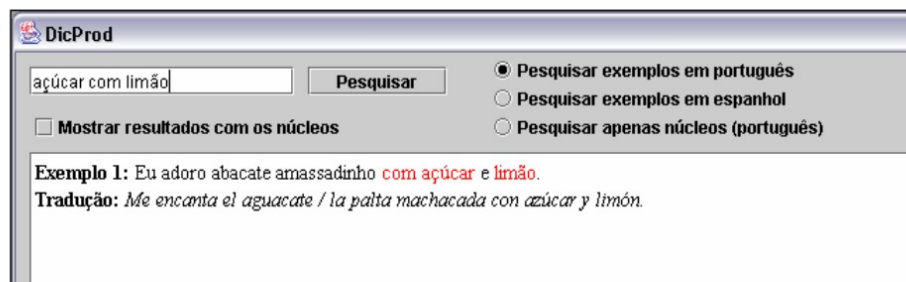 DicProd
açúcar com limão
Pesquisar
Pesquisar exemplos em português
Pesquisar exemplos em espanhol
Mostrar resultados com os núcleos
Pesquisar apenas núcleos (português)
Exemplo 1: Eu adoro abacate amassadinho com açúcar e limão.
Tradução: Me encanta el aguacate / la palta machacada con azúcar y limón.